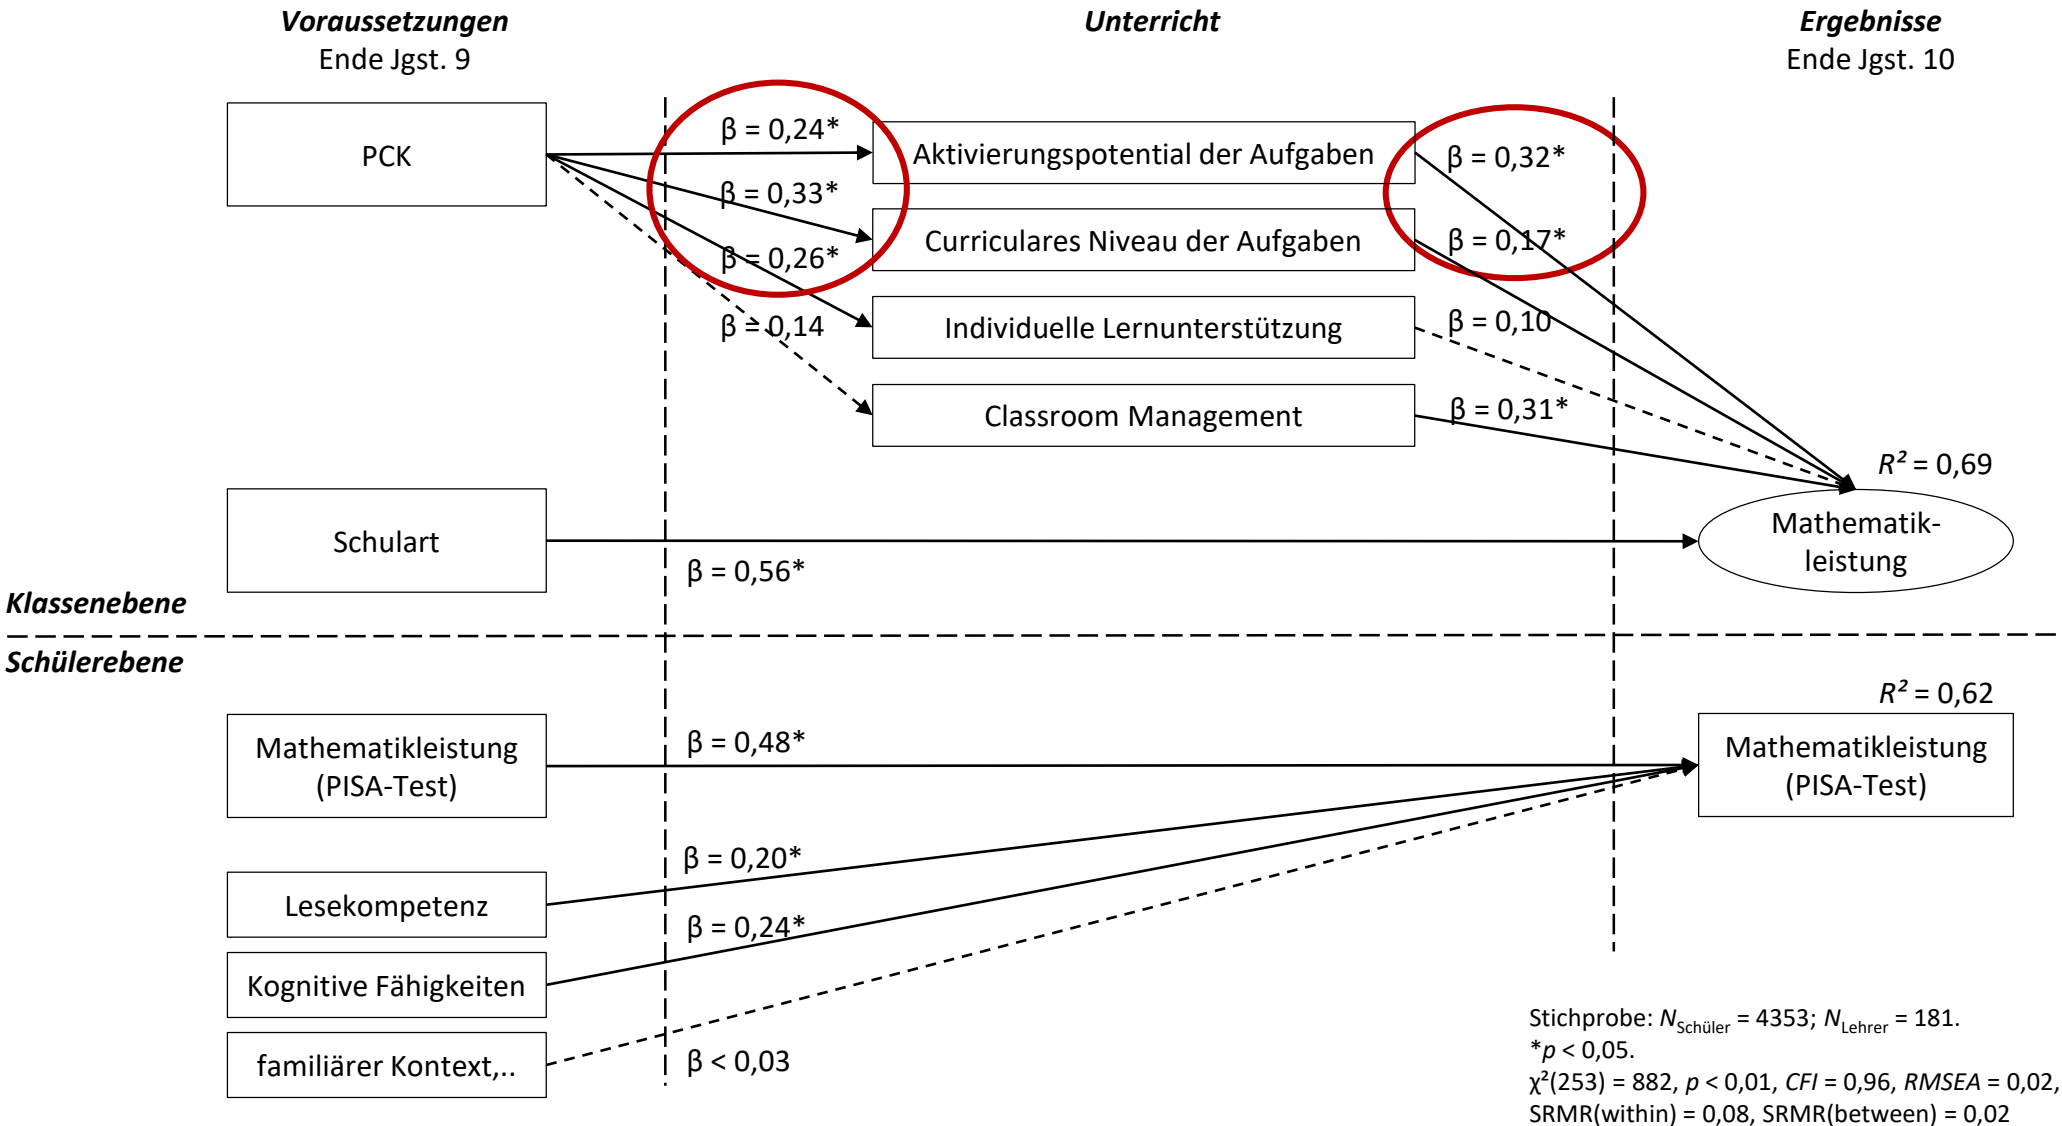 Voraussetzungen
Ende Jgst. 9
Unterricht
Ergebnisse
Ende Jgst. 10
PCK
β = 0,24*
β = 0,33*
β = 0,26*
β = 0,14
Aktivierungspotential der Aufgaben
Curriculares Niveau der Aufgaben
Individuelle Lernunterstützung
Classroom Management
β = 0,32*
β = 0,17*
β = 0,10
β = 0,31*
R² = 0,69
Schulart
β = 0,56*
Mathematik-
leistung
Klassenebene
Schülerebene
R² = 0,62
Mathematikleistung
(PISA-Test)
β = 0,48*
Mathematikleistung
(PISA-Test)
Lesekompetenz
β = 0,20*
Kognitive Fähigkeiten
β = 0,24*
familiärer Kontext,..
β < 0,03
Stichprobe: N Schüler = 4353; N Lehrer = 181.
*p < 0,05.
χ²(253) = 882, p < 0,01, CFI = 0,96, RMSEA = 0,02,
SRMR(within) = 0,08, SRMR(between) = 0,02